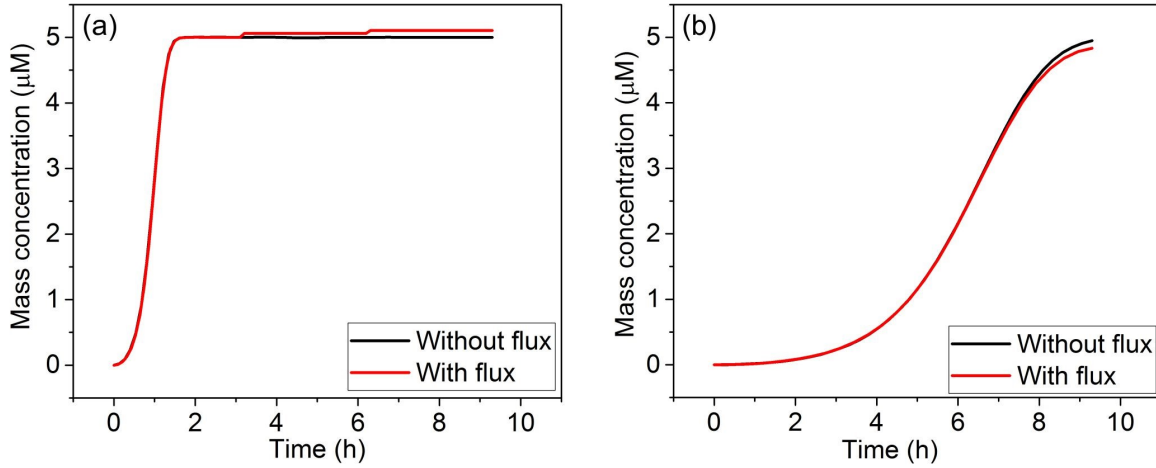 (a)
Mass concentration (μM)
5
4
3
2
1
0
0 2 4 6 8 10
Time (h)
Without flux
With flux
(b)
Mass concentration (μM)
5
4
3
2
1
0
0 2 4 6 8 10
Time (h)
Without flux
With flux